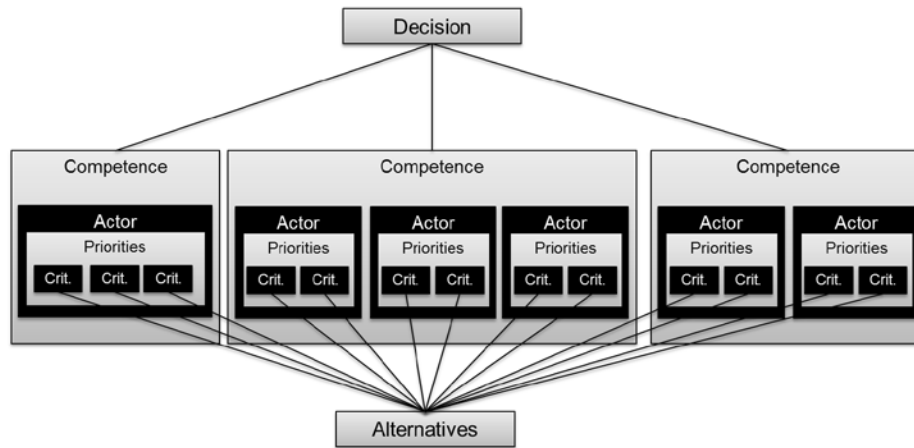 Decision
Competence Competence Competence
Actor Actor Actor Actor Actor Actor
Priorities Priorities Priorities Priorities Priorities Priorities
Crit. Crit. Crit. Crit. Crit. Crit. Crit. Crit. Crit. Crit. Crit. Crit. Crit.
Alternatives